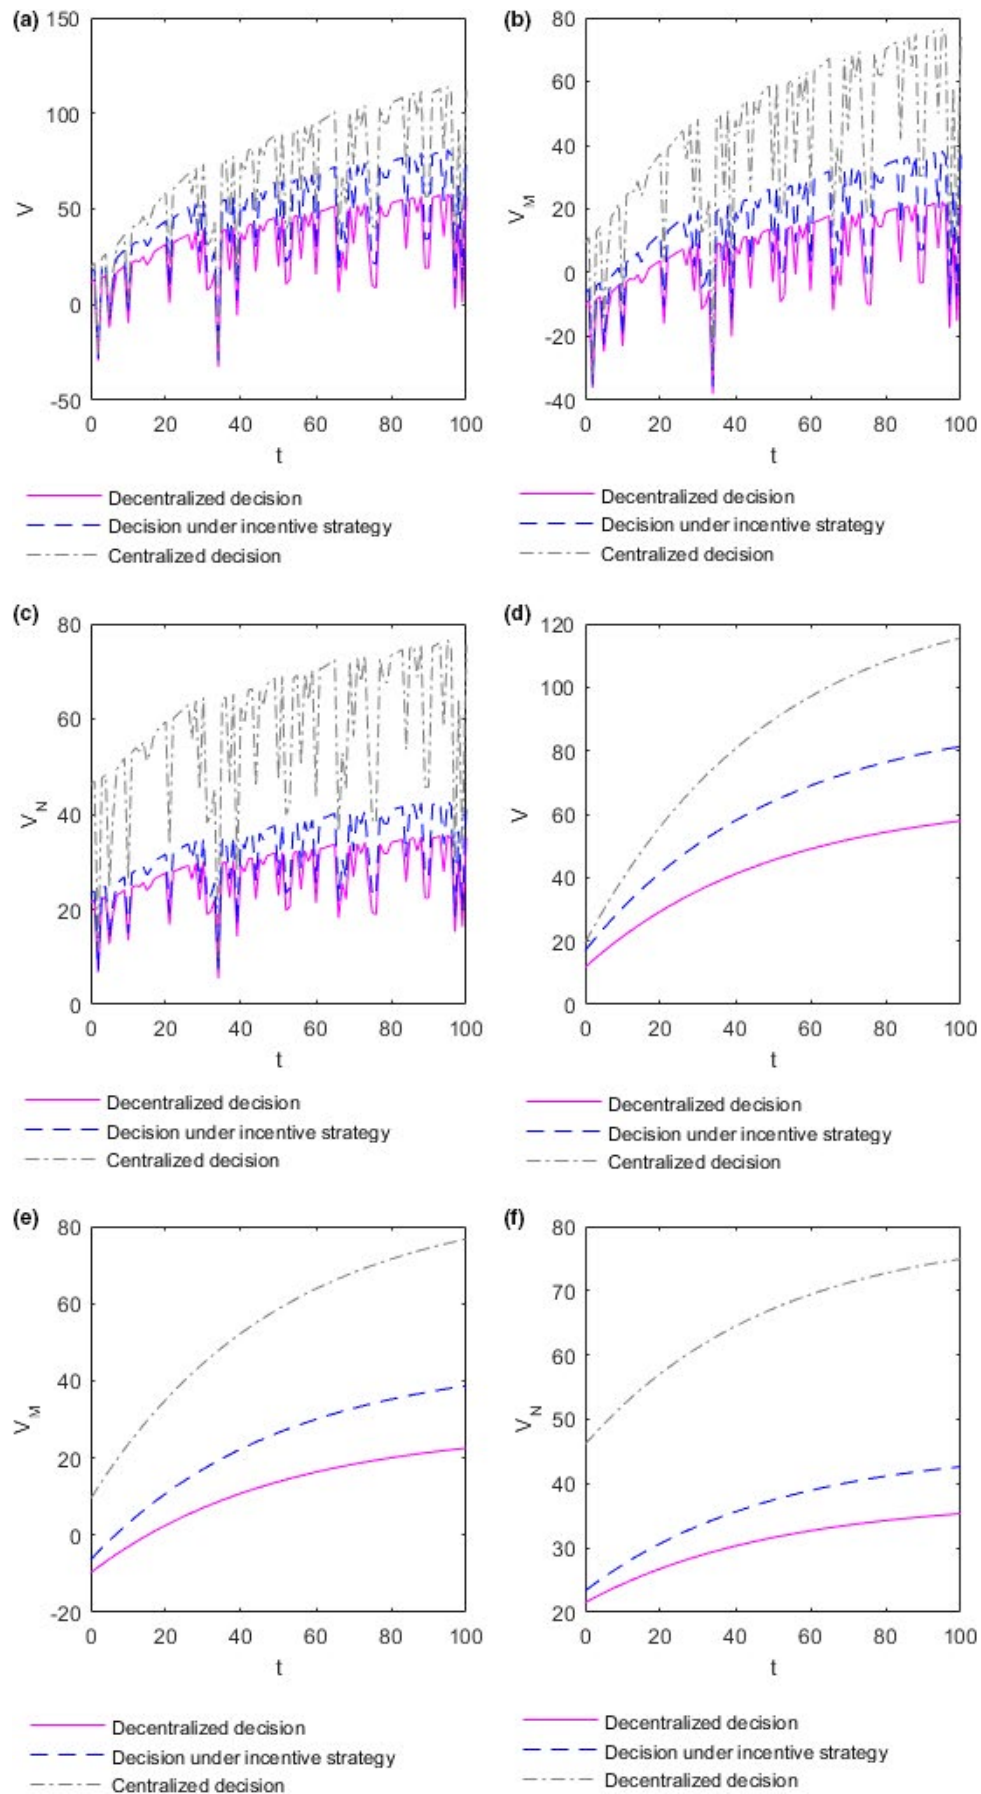 (a)
150
100
50
0
-50
V
0 20 40 60 80 100
t
Decentralized decision
Decision under incentive strategy
Centralized decision
(b)
80
60
40
20
0
-20
-40
V_M
0 20 40 60 80 100
t
Decentralized decision
Decision under incentive strategy
Centralized decision
(c)
80
60
40
20
0
V_N
0 20 40 60 80 100
t
Decentralized decision
Decision under incentive strategy
Centralized decision
(d)
120
100
80
60
40
20
0
V
0 20 40 60 80 100
t
Decentralized decision
Decision under incentive strategy
Centralized decision
(e)
80
60
40
20
0
-20
V_M
0 20 40 60 80 100
t
Decentralized decision
Decision under incentive strategy
Centralized decision
(f)
80
70
60
50
40
30
20
V_N
0 20 40 60 80 100
t
Decentralized decision
Decision under incentive strategy
Decentralized decision